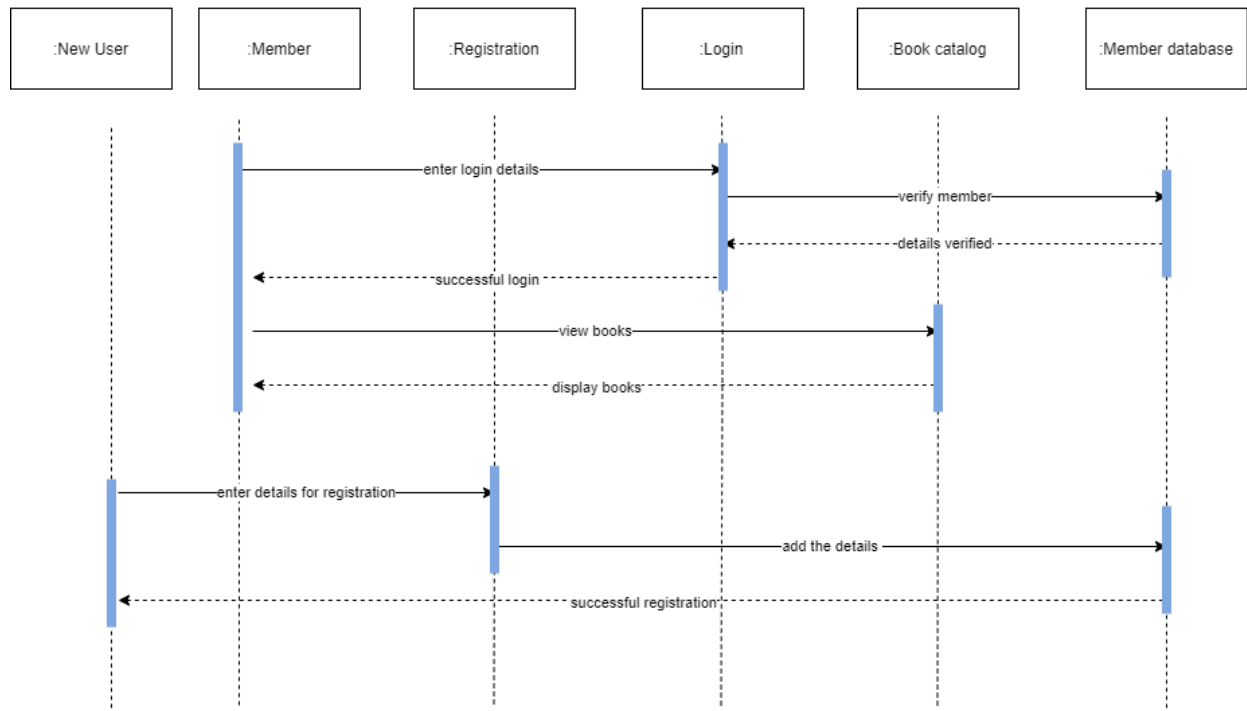 :New User
:Member
:Registration
:Login
:Book catalog
:Member database
enter login details
verify member
details verified
successful login
view books
display books
enter details for registration
add the details
successful registration